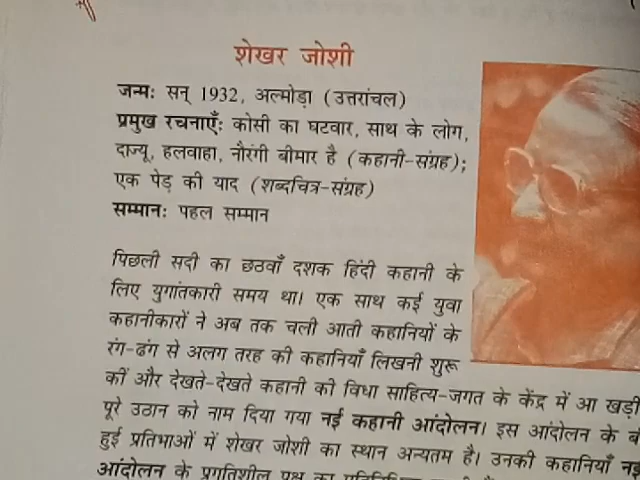 शेखर जोशी
जन्म: सन् 1932, अल्मोड़ा (उत्तरांचल)
प्रमुख रचनाएँ: कोसी का घटवार, साथ के लोग,
दाज्यू, हलवाहा, नौरंगी बीमार है (कहानी-संग्रह);
एक पेड़ की याद (शब्दचित्र-संग्रह)
सम्मान: पहल सम्मान
पिछली सदी का छठवाँ दशक हिंदी कहानी के
लिए युगांतकारी समय था। एक साथ कई युवा
कहानीकारों ने अब तक चली आती कहानियों के
रंग-ढंग से अलग तरह की कहानियाँ लिखनी शुरू
कीं और देखते-देखते कहानी की विधा साहित्य-जगत के केंद्र में आ खड़ी
पूरे उठान को नाम दिया गया नई कहानी आंदोलन। इस आंदोलन के
हुई प्रतिभाओं में शेखर जोशी का स्थान अन्यतम है। उनकी कहानियाँ नई
आंदोलन के प्रगतिशील पक्ष का